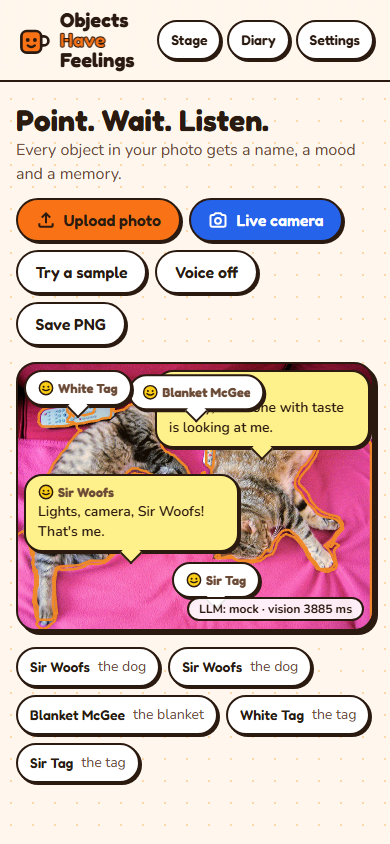 Objects
Have
Feelings
Stage
Diary
Settings
Point. Wait. Listen.
Every object in your photo gets a name, a mood
and a memory.
Upload photo
Live camera
Try a sample
Voice off
Save PNG
White Tag
Blanket McGee
one with taste
is looking at me.
Sir Woofs
Lights, camera, Sir Woofs!
That's me.
Sir Tag
LLM: mock · vision 3885 ms
Sir Woofs the dog
Sir Woofs the dog
Blanket McGee the blanket
White Tag the tag
Sir Tag the tag